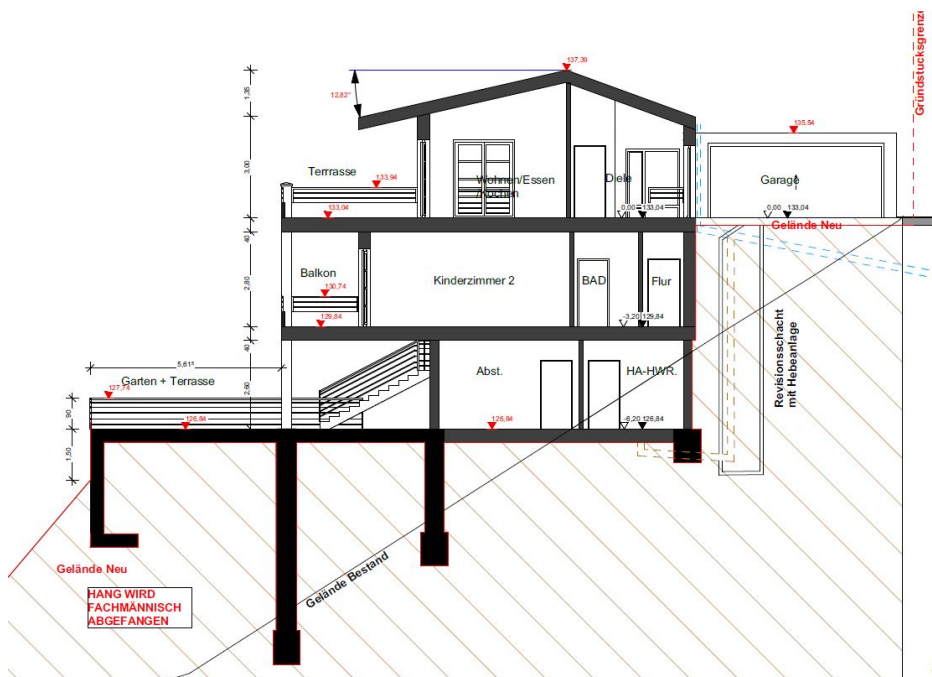 Grundstücksgrenze
137,39
12,82°
1,35
135,54
3,00
Terrrasse
133,94
Wohnen/Essen
/Kochen
Diele
Garage
133,04
0,00
133,04
0,00
133,04
Gelände Neu
40
Balkon
130,74
Kinderzimmer 2
BAD
Flur
2,80
129,84
-3,20
129,84
40
5,61⁵
Garten + Terrasse
Abst.
HA-HWR.
2,60
127,74
90
126,84
126,84
-6,20
126,84
1,50
Revisionsschacht
mit Hebeanlage
Gelände Bestand
Gelände Neu
HANG WIRD
FACHMÄNNISCH
ABGEFANGEN